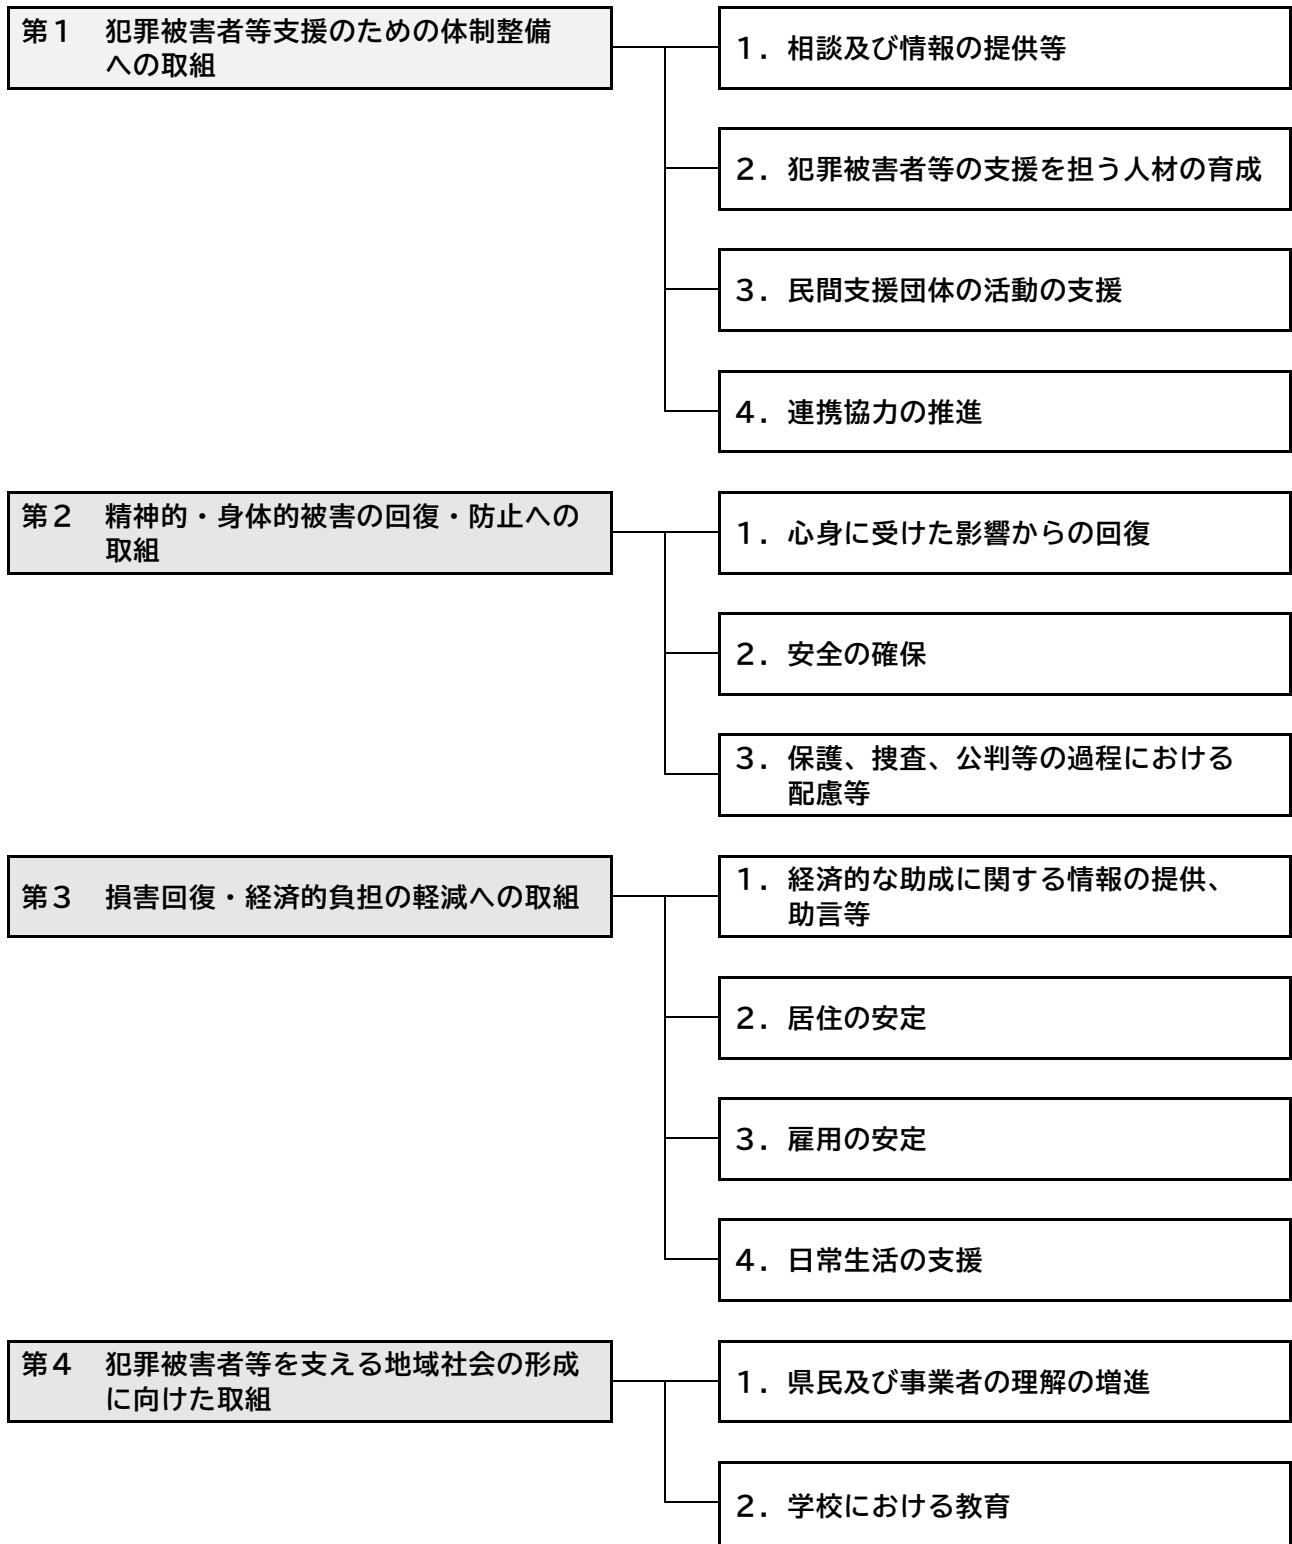 第１　犯罪被害者等支援のための体制整備
への取組
１．相談及び情報の提供等
２．犯罪被害者等の支援を担う人材の育成
３．民間支援団体の活動の支援
４．連携協力の推進
第２　精神的・身体的被害の回復・防止への
取組
１．心身に受けた影響からの回復
２．安全の確保
３．保護、捜査、公判等の過程における
配慮等
第３　損害回復・経済的負担の軽減への取組
１．経済的な助成に関する情報の提供、
助言等
２．居住の安定
３．雇用の安定
４．日常生活の支援
第４　犯罪被害者等を支える地域社会の形成
に向けた取組
１．県民及び事業者の理解の増進
２．学校における教育